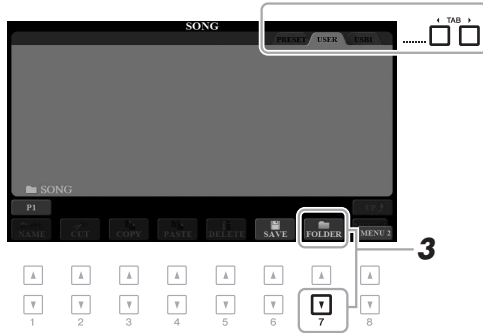 SONG
PRESET USER USB1
TAB
SONG
P1
UP
NAME CUT COPY PASTE DELETE SAVE FOLDER MENU 2
3
1 2 3 4 5 6 7 8